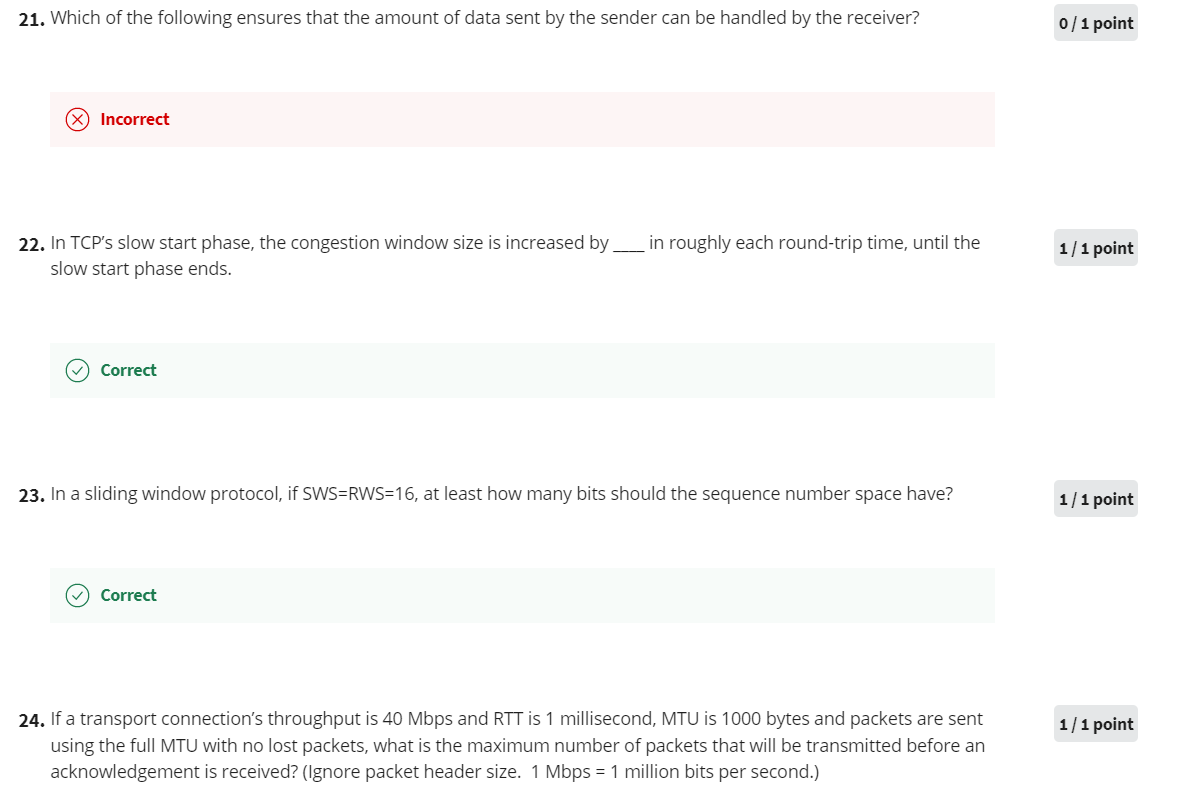 21. Which of the following ensures that the amount of data sent by the sender can be handled by the receiver?
0 / 1 point
Incorrect
22. In TCP’s slow start phase, the congestion window size is increased by ____ in roughly each round-trip time, until the
slow start phase ends.
1 / 1 point
Correct
23. In a sliding window protocol, if SWS=RWS=16, at least how many bits should the sequence number space have?
1 / 1 point
Correct
24. If a transport connection’s throughput is 40 Mbps and RTT is 1 millisecond, MTU is 1000 bytes and packets are sent
using the full MTU with no lost packets, what is the maximum number of packets that will be transmitted before an
acknowledgement is received? (Ignore packet header size.  1 Mbps = 1 million bits per second.)
1 / 1 point